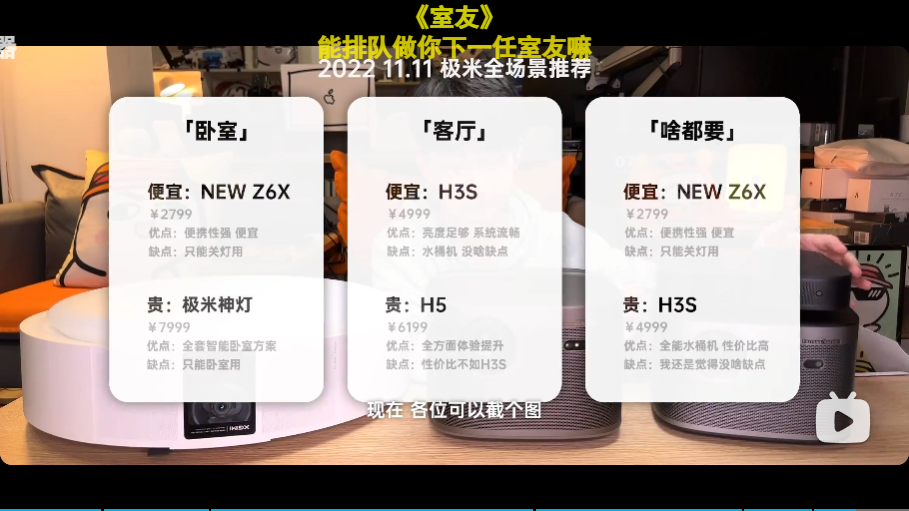 《室友》
能排队做你下一任室友嘛
器
2022 11.11 极米全场景推荐
「卧室」
便宜：NEW Z6X
￥2799
优点：便携性强 便宜
缺点：只能关灯用
贵：极米神灯
￥7999
优点：全套智能卧室方案
缺点：只能卧室用
「客厅」
便宜：H3S
￥4999
优点：亮度足够 系统流畅
缺点：水桶机 没啥缺点
贵：H5
￥6199
优点：全方面体验提升
缺点：性价比不如H3S
「啥都要」
便宜：NEW Z6X
￥2799
优点：便携性强 便宜
缺点：只能关灯用
贵：H3S
￥4999
优点：全能水桶机 性价比高
缺点：我还是觉得没啥缺点
现在 各位可以截个图